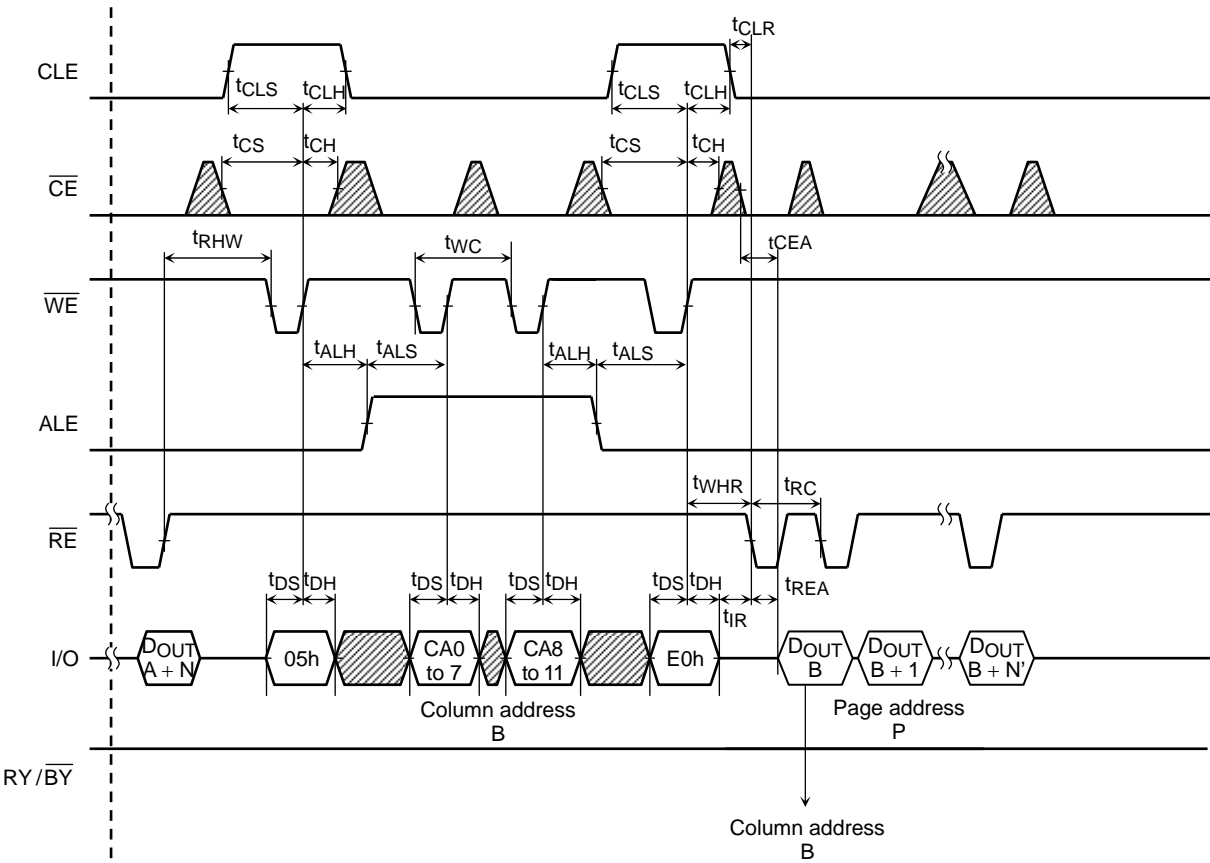 tCLR
CLE
tCLS tCLH tCLS tCLH
tCS tCH tCS tCH
CE
tRHW tWC tCEA
WE
tALH tALS tALH tALS
ALE
tWHR tRC
RE
tDS tDH tDS tDH tDS tDH tDS tDH tREA
tIR
I/O
DOUT
A + N
05h
CA0
to 7
CA8
to 11
E0h
DOUT
B
DOUT
B + 1
DOUT
B + N'
Column address
B
Page address
P
RY/BY
Column address
B